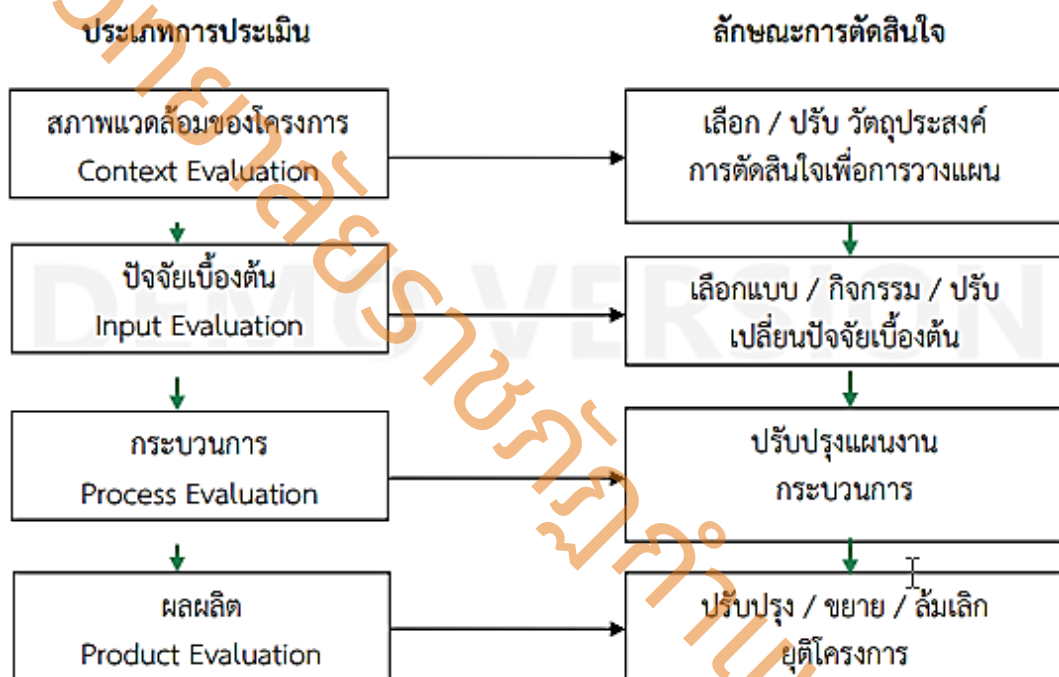 ประเภทการประเมิน
ลักษณะการตัดสินใจ
สภาพแวดล้อมของโครงการ
Context Evaluation
เลือก / ปรับ วัตถุประสงค์
การตัดสินใจเพื่อการวางแผน
ปัจจัยเบื้องต้น
Input Evaluation
เลือกแบบ / กิจกรรม / ปรับ
เปลี่ยนปัจจัยเบื้องต้น
กระบวนการ
Process Evaluation
ปรับปรุงแผนงาน
กระบวนการ
ผลผลิต
Product Evaluation
ปรับปรุง / ขยาย / ล้มเลิก
ยุติโครงการ
DEMO VERSION